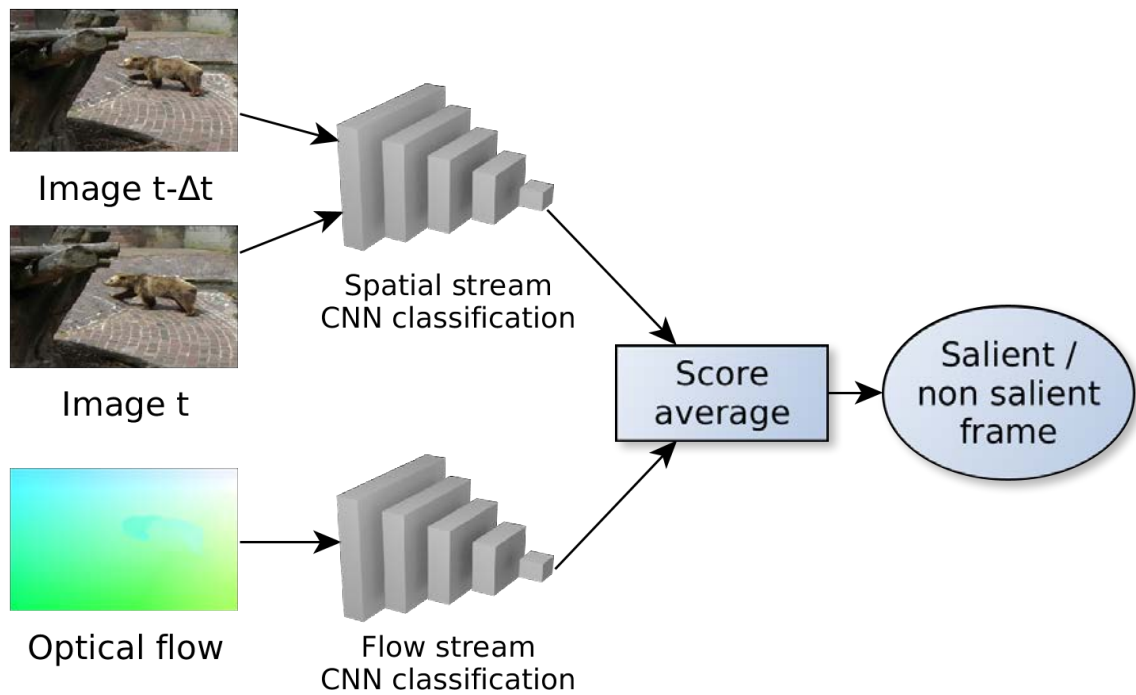 Image t-Δt
Image t
Optical flow
Spatial stream
CNN classification
Flow stream
CNN classification
Score
average
Salient /
non salient
frame